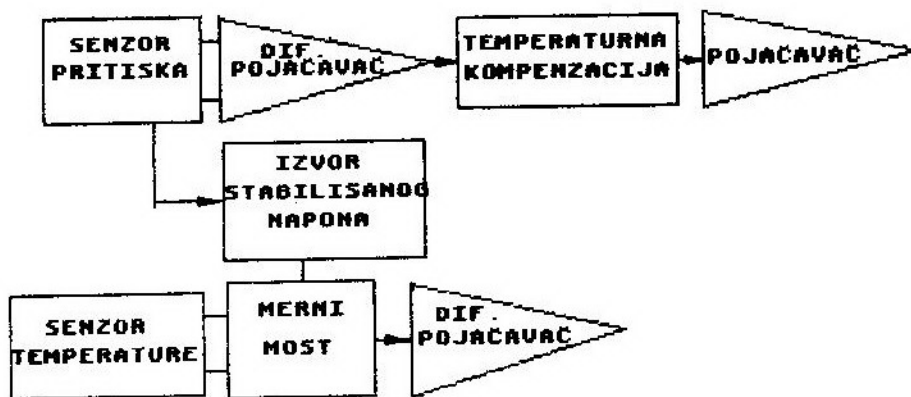 SENZOR
PRITISKA
DIF.
POJAČAVAČ
TEMPERATURNA
KOMPENZACIJA
POJAČAVAČ
IZVOR
STABILISANOG
NAPONA
SENZOR
TEMPERATURE
MERNI
MOST
DIF.
POJAČAVAČ